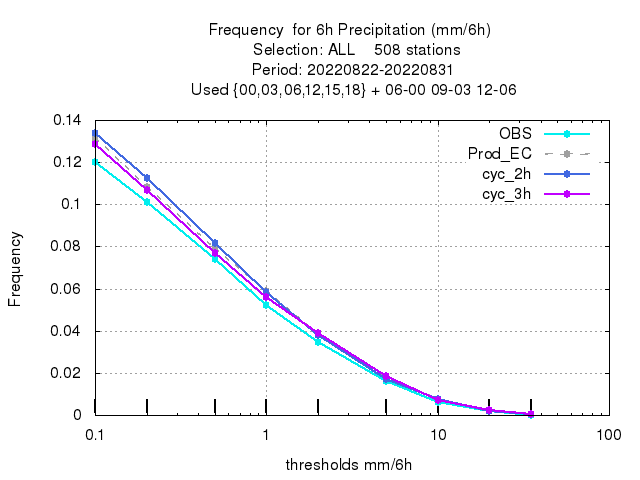 Frequency for 6h Precipitation (mm/6h)
Selection: ALL 508 stations
Period: 20220822-20220831
Used {00,03,06,12,15,18} + 06-00 09-03 12-06
0.14
0.12
0.1
0.08
0.06
0.04
0.02
0
Frequency
OBS
Prod_EC
cyc_2h
cyc_3h
0.1 1 10 100
thresholds mm/6h